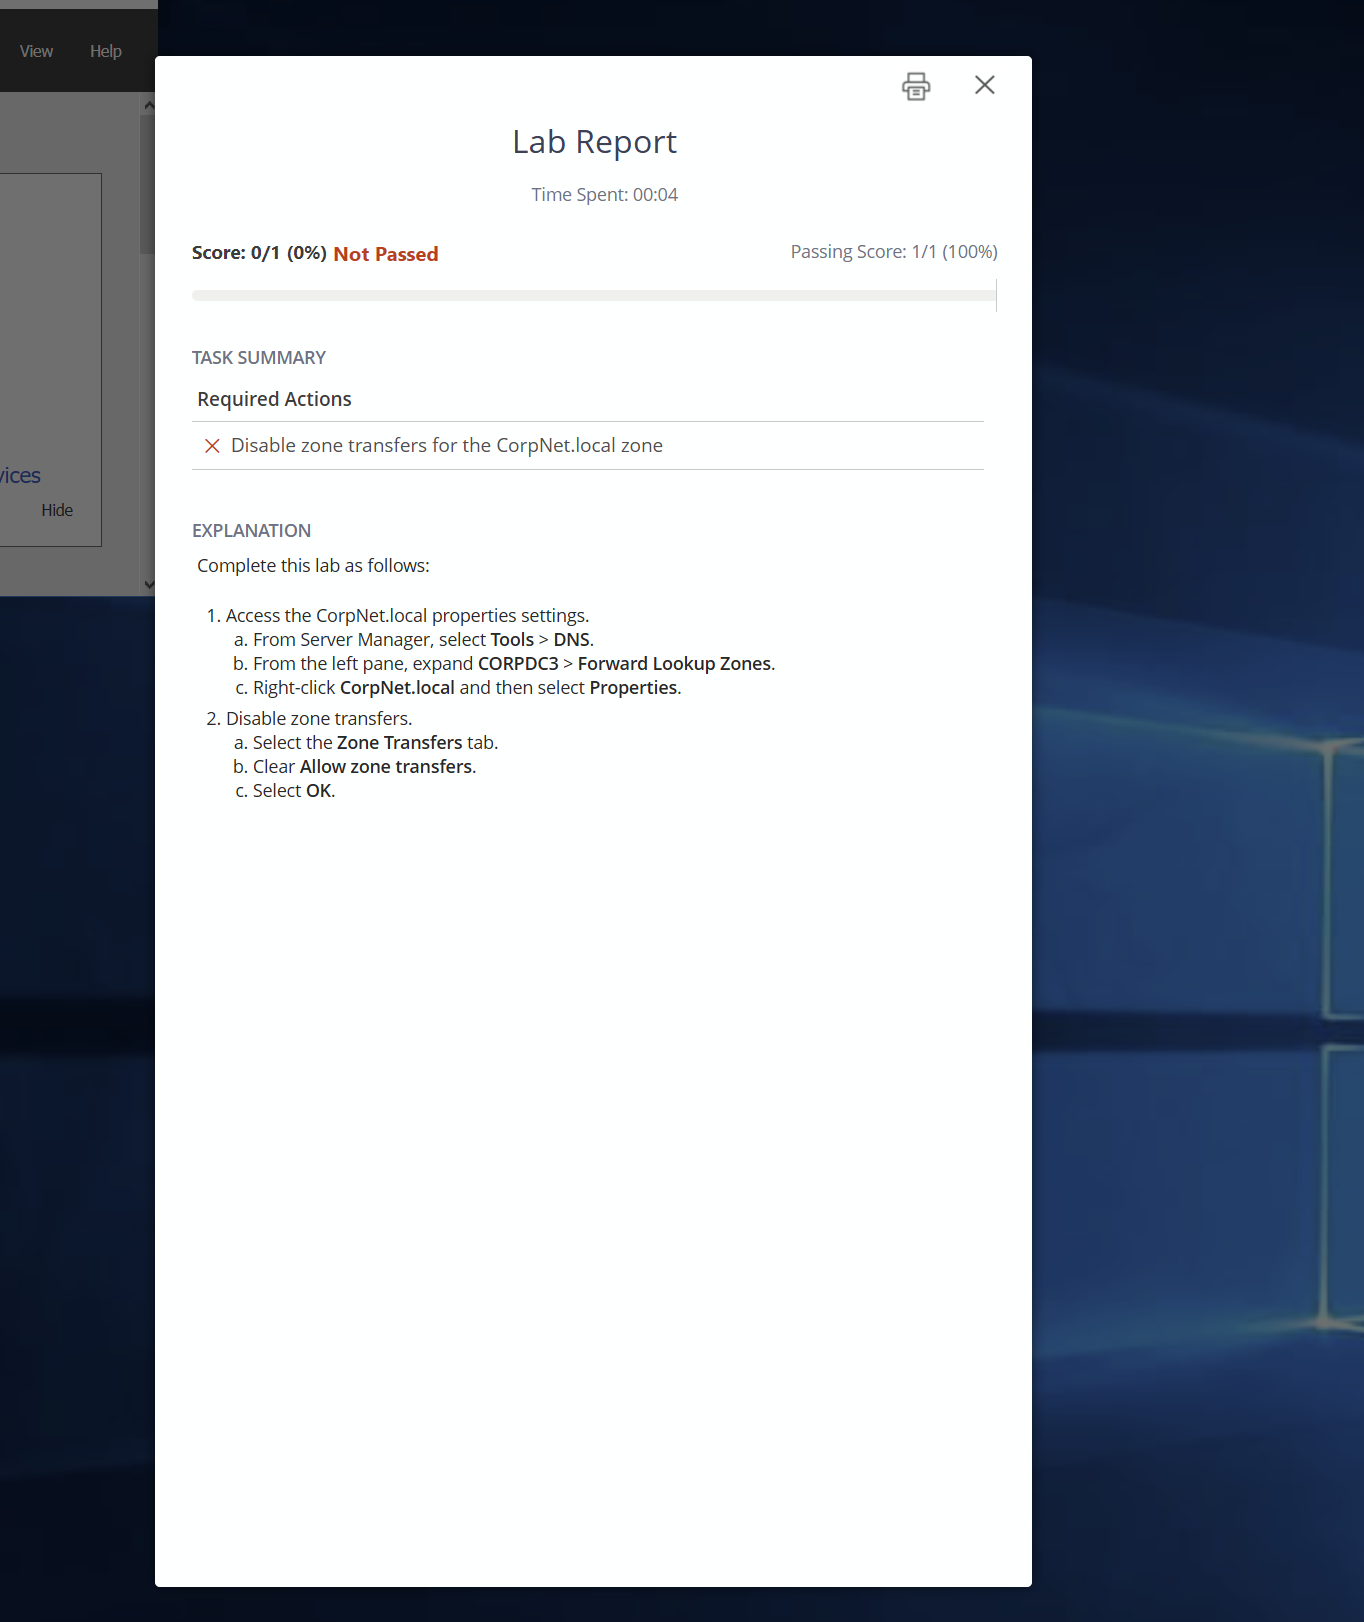 View Help
Lab Report
Time Spent: 00:04
Score: 0/1 (0%) Not Passed
Passing Score: 1/1 (100%)
TASK SUMMARY
Required Actions
Disable zone transfers for the CorpNet.local zone
vices
Hide
EXPLANATION
Complete this lab as follows:
1. Access the CorpNet.local properties settings.
a. From Server Manager, select Tools > DNS.
b. From the left pane, expand CORPDC3 > Forward Lookup Zones.
c. Right-click CorpNet.local and then select Properties.
2. Disable zone transfers.
a. Select the Zone Transfers tab.
b. Clear Allow zone transfers.
c. Select OK.